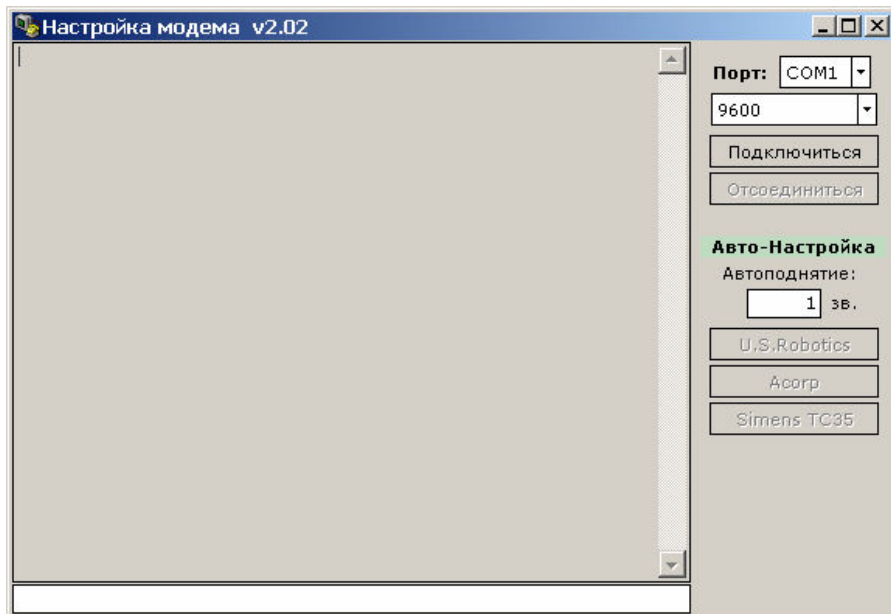 Настройка модема v2.02
Порт: COM1
9600
Подключиться
Отсоединиться
Авто-Настройка
Автоподнятие:
1 зв.
U.S.Robotics
Acorp
Simens TC35